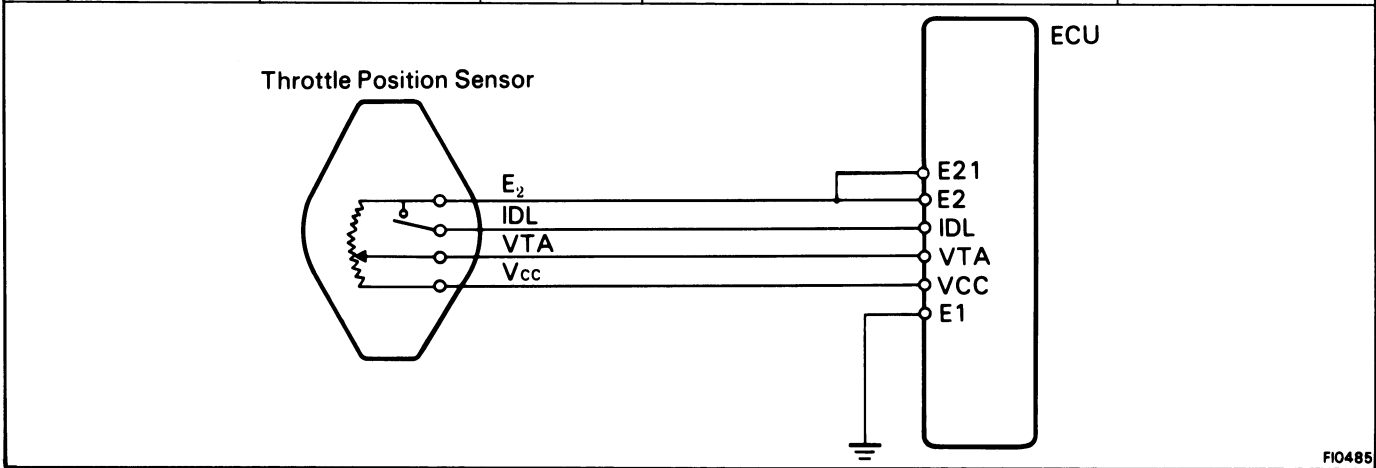 ECU
Throttle Position Sensor
E₂
IDL
VTA
Vcc
E21
E2
IDL
VTA
VCC
E1
FI0485